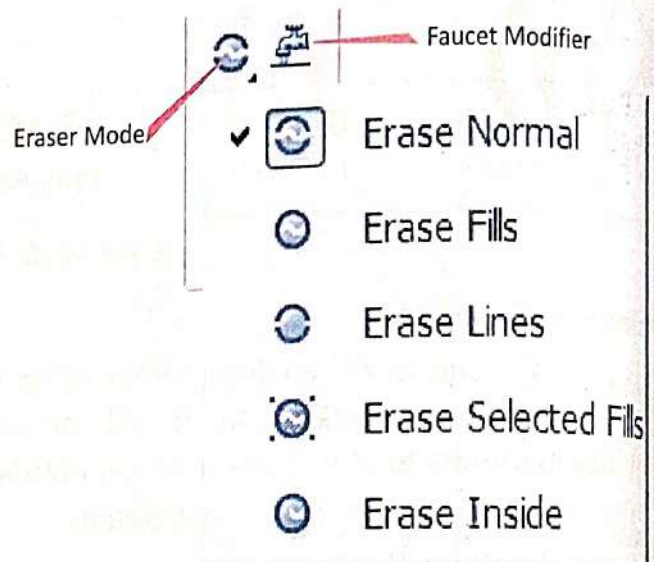 Faucet Modifier
Eraser Mode
Erase Normal
Erase Fills
Erase Lines
Erase Selected Fills
Erase Inside